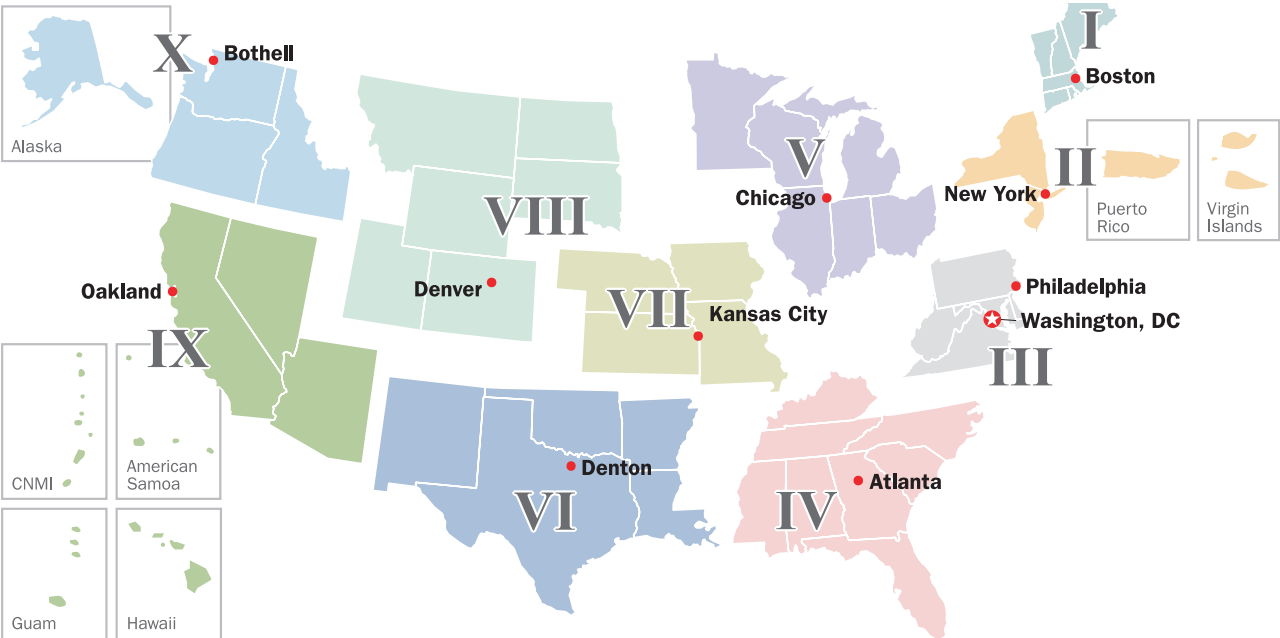 X
Bothell
Alaska
I
Boston
V
Chicago
II
New York
Puerto
Rico
Virgin
Islands
VIII
Denver
Oakland
IX
VII
Kansas City
Philadelphia
Washington, DC
III
CNMI
American
Samoa
Guam
Hawaii
VI
Denton
IV
Atlanta